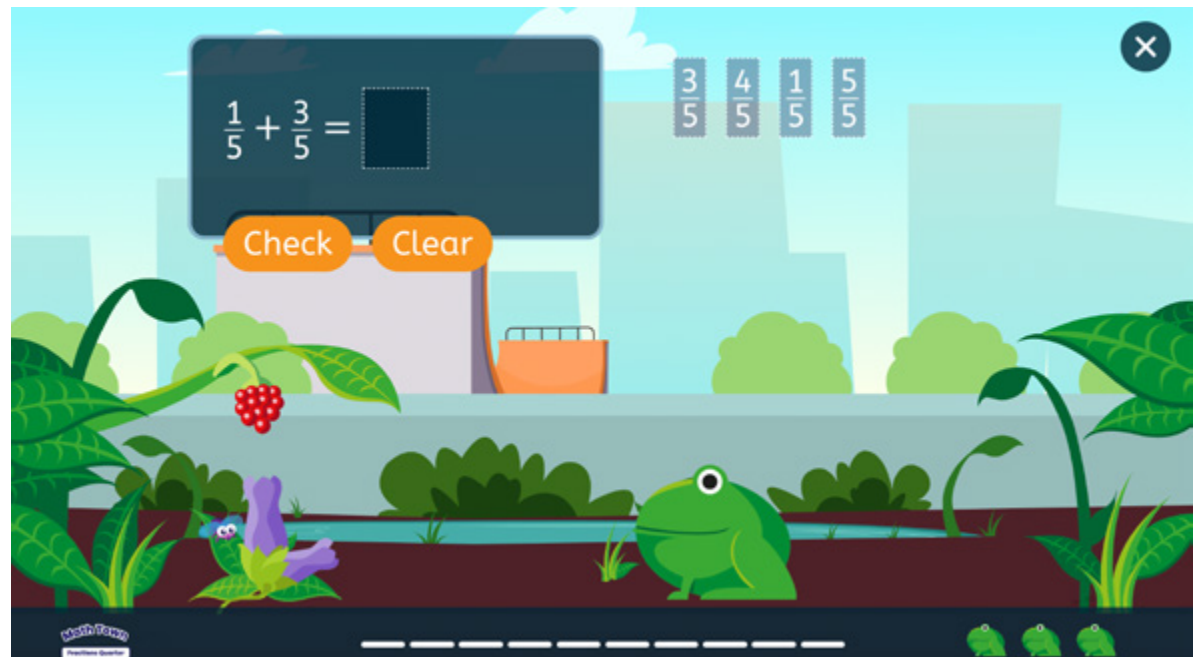 1/5 + 3/5 =
3/5 4/5 1/5 5/5
Check Clear
Math Town
Fractions Quarter